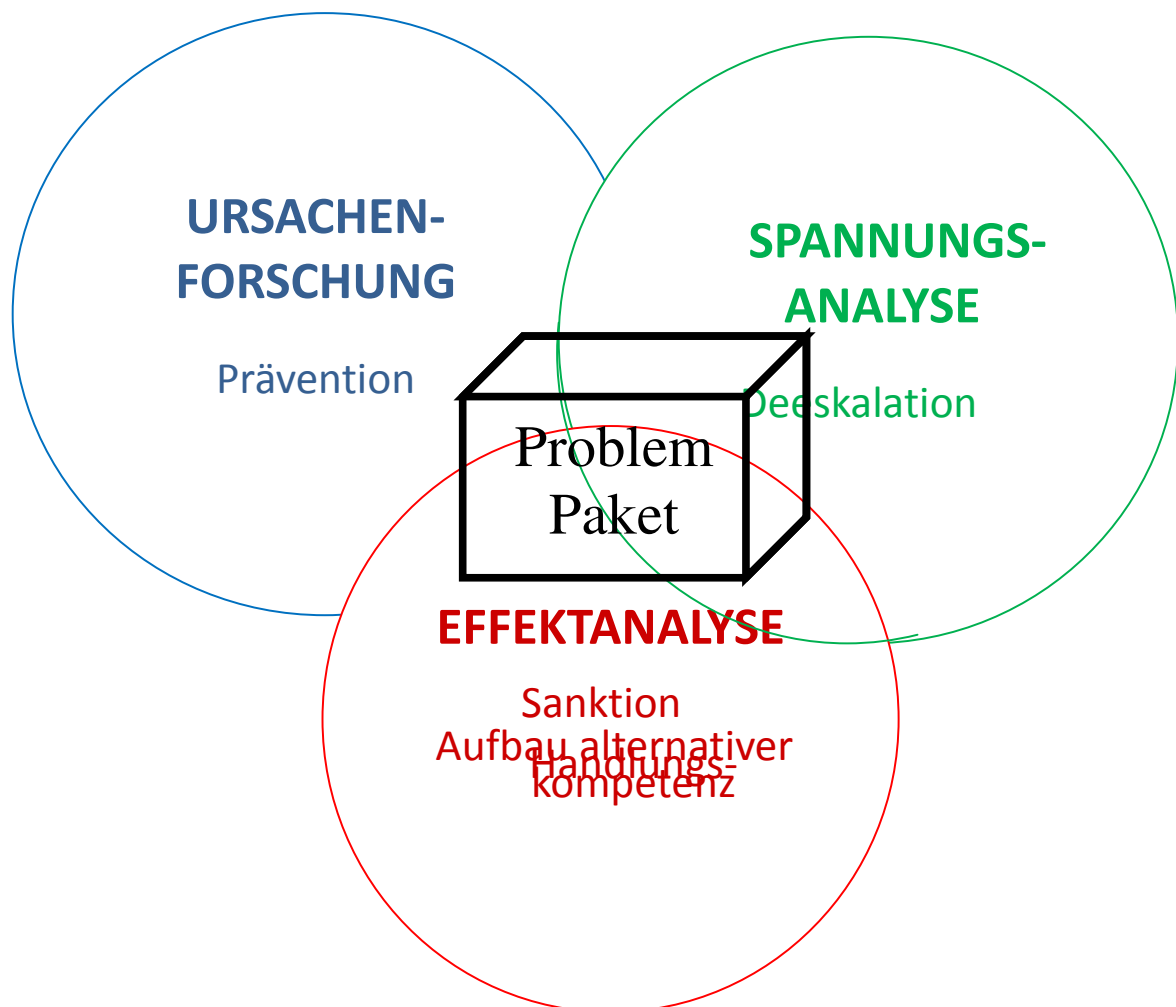 URSACHEN-
FORSCHUNG
Prävention
SPANNUNGS-
ANALYSE
Deeskalation
Problem
Paket
EFFEKTANALYSE
Sanktion
Aufbau alternativer
Handlungs-
kompetenz